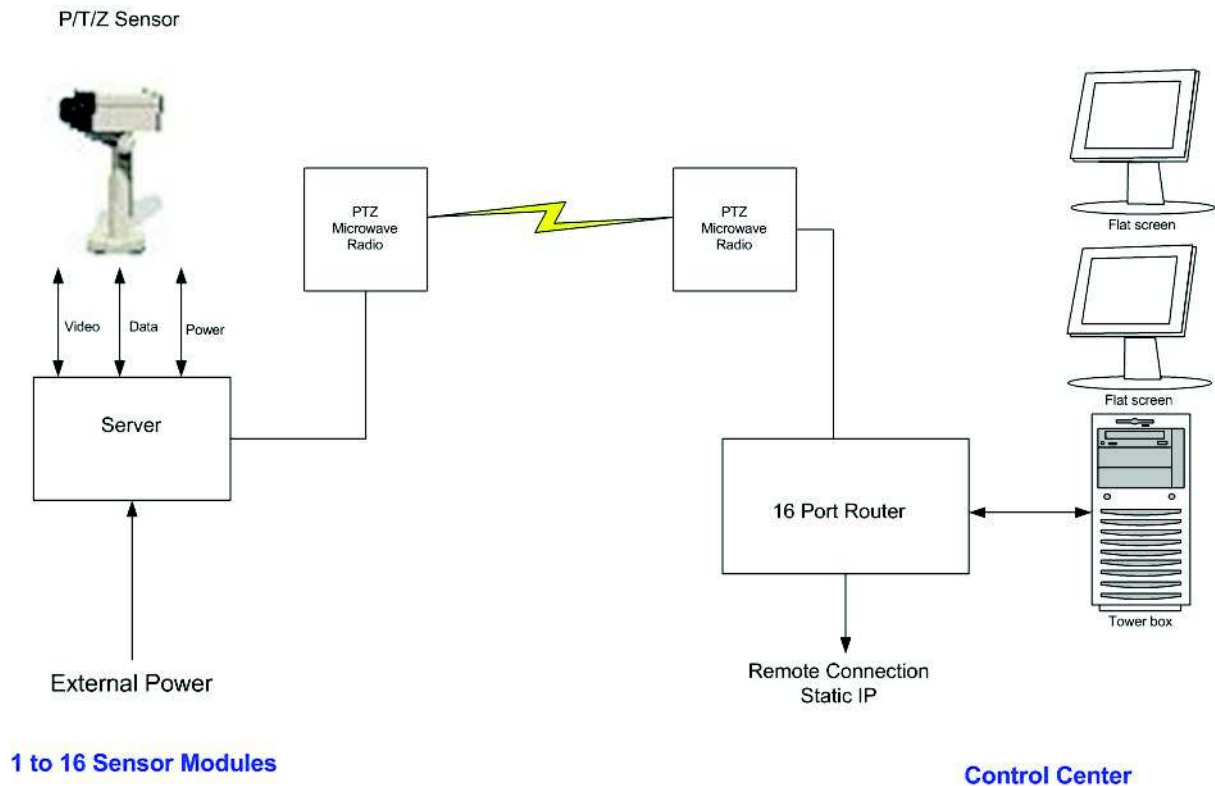 P/T/Z Sensor
PTZ
Microwave
Radio
PTZ
Microwave
Radio
Flat screen
Video
Data
Power
Flat screen
Server
16 Port Router
Tower box
External Power
Remote Connection
Static IP
1 to 16 Sensor Modules
Control Center